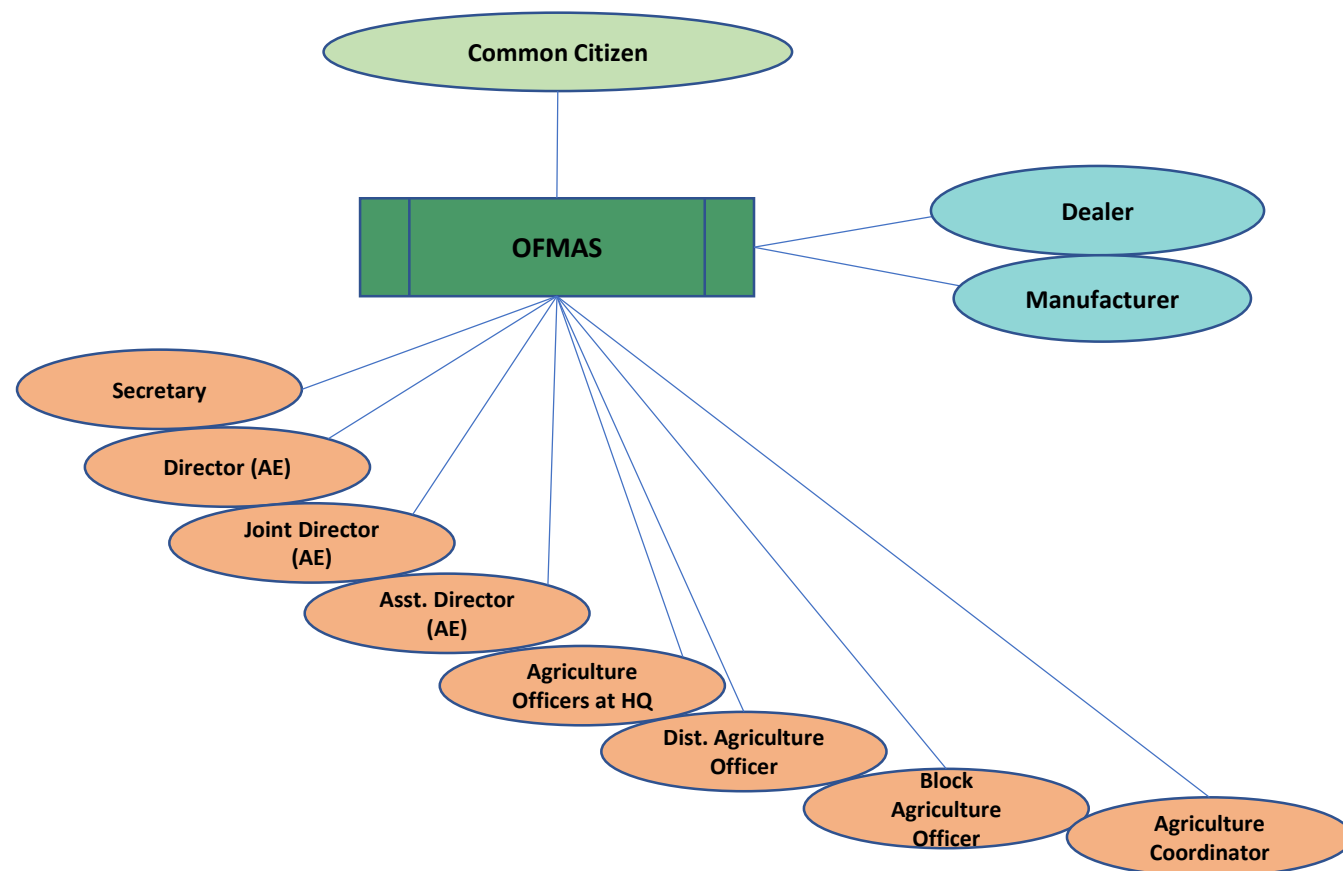 Common Citizen
OFMAS
Dealer
Manufacturer
Secretary
Director (AE)
Joint Director
(AE)
Asst. Director
(AE)
Agriculture
Officers at HQ
Dist. Agriculture
Officer
Block
Agriculture
Officer
Agriculture
Coordinator